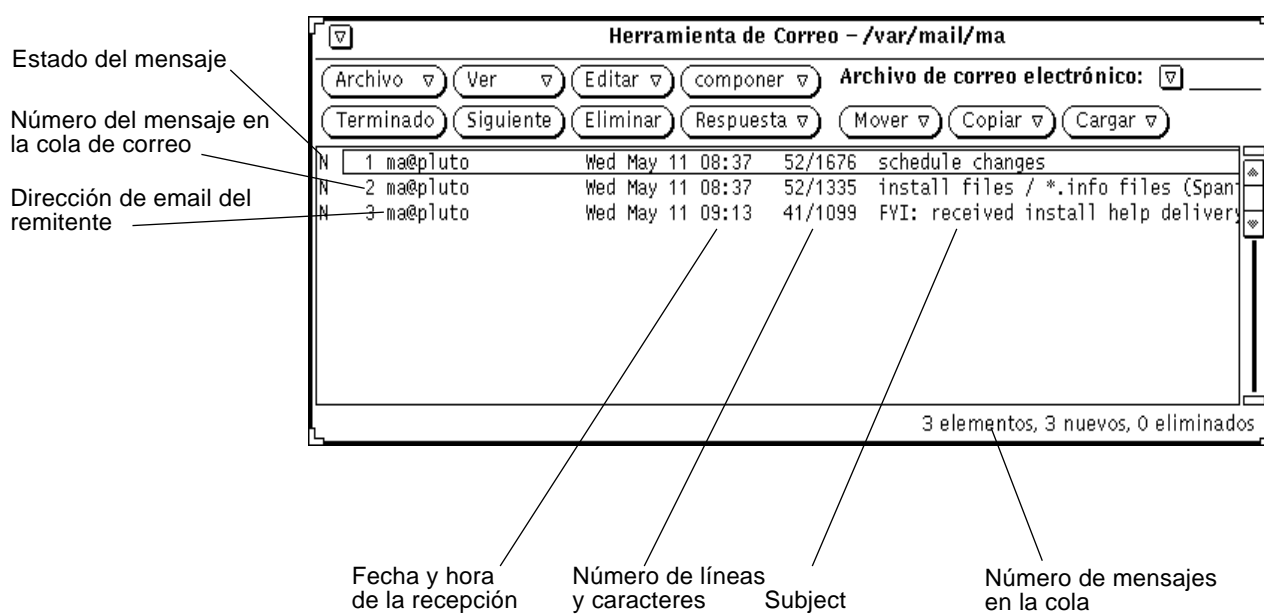 Herramienta de Correo – /var/mail/ma
Estado del mensaje
Archivo Ver Editar componer Archivo de correo electrónico:
Número del mensaje en
la cola de correo
Terminado Siguiente Eliminar Respuesta Mover Copiar Cargar
N 1 ma@pluto Wed May 11 08:37 52/1676 schedule changes
N 2 ma@pluto Wed May 11 08:37 52/1335 install files / *.info files (Span
N 3 ma@pluto Wed May 11 09:13 41/1099 FYI: received install help delivery
Dirección de email del
remitente
3 elementos, 3 nuevos, 0 eliminados
Fecha y hora
de la recepción
Número de líneas
y caracteres
Subject
Número de mensajes
en la cola